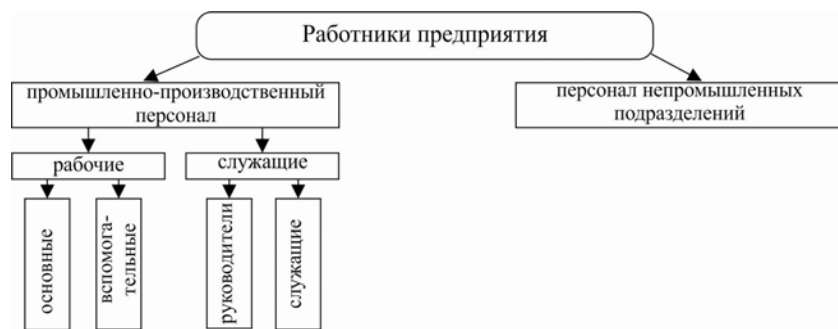 Работники предприятия
промышленно-производственный
персонал
персонал непромышленных
подразделений
рабочие
служащие
основные
вспомога-
тельные
руководители
служащие